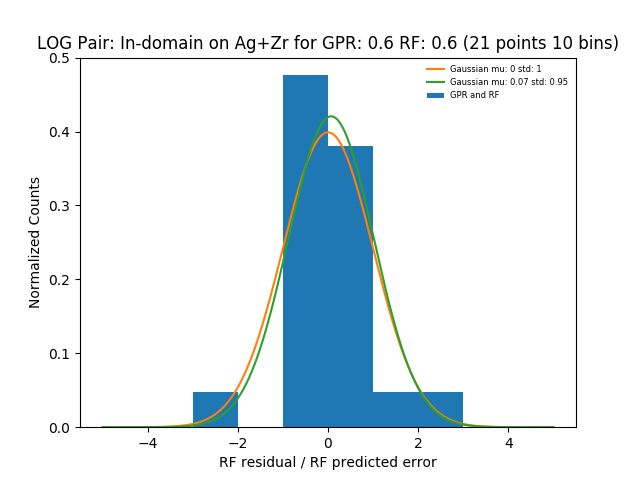 LOG Pair: In-domain on Ag+Zr for GPR: 0.6 RF: 0.6 (21 points 10 bins)
Gaussian mu: 0 std: 1
Gaussian mu: 0.07 std: 0.95
GPR and RF
Normalized Counts
0.5
0.4
0.3
0.2
0.1
0.0
−4 −2 0 2 4
RF residual / RF predicted error